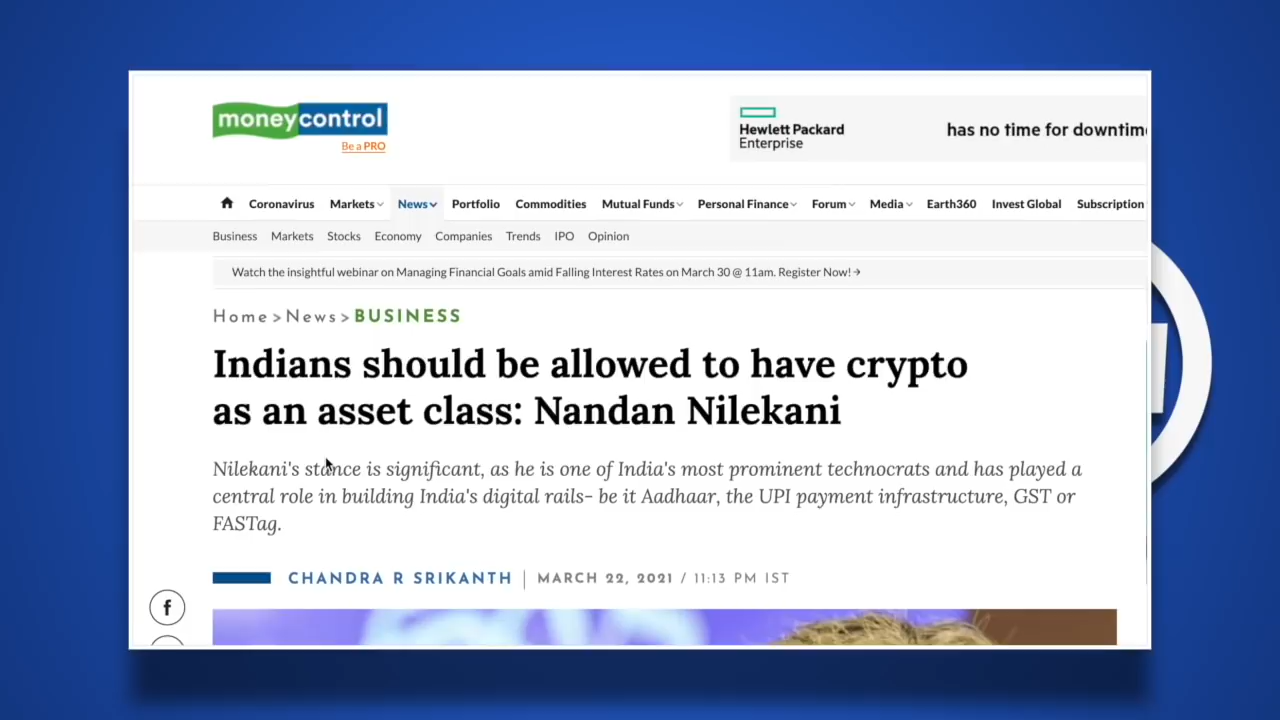 moneycontrol
Be a PRO
Hewlett Packard
Enterprise
has no time for downtim
Coronavirus Markets News Portfolio Commodities Mutual Funds Personal Finance Forum Media Earth360 Invest Global Subscription
Business Markets Stocks Economy Companies Trends IPO Opinion
Watch the insightful webinar on Managing Financial Goals amid Falling Interest Rates on March 30 @ 11am. Register Now! →
Home > News > BUSINESS
Indians should be allowed to have crypto
as an asset class: Nandan Nilekani
Nilekani's stance is significant, as he is one of India's most prominent technocrats and has played a
central role in building India's digital rails- be it Aadhaar, the UPI payment infrastructure, GST or
FASTag.
CHANDRA R SRIKANTH | MARCH 22, 2021 / 11:13 PM IST
f